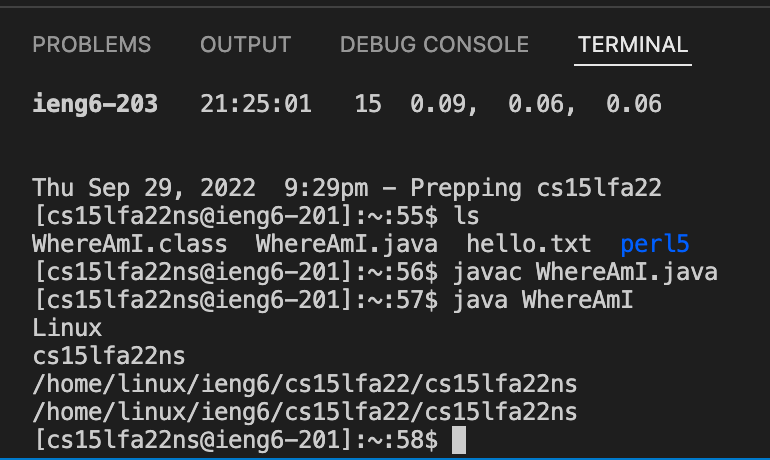 PROBLEMS OUTPUT DEBUG CONSOLE TERMINAL
ieng6-203 21:25:01 15 0.09, 0.06, 0.06
Thu Sep 29, 2022 9:29pm - Prepping cs15lfa22
[cs15lfa22ns@ieng6-201]:~:55$ ls
WhereAmI.class WhereAmI.java hello.txt perl5
[cs15lfa22ns@ieng6-201]:~:56$ javac WhereAmI.java
[cs15lfa22ns@ieng6-201]:~:57$ java WhereAmI
Linux
cs15lfa22ns
/home/linux/ieng6/cs15lfa22/cs15lfa22ns
/home/linux/ieng6/cs15lfa22/cs15lfa22ns
[cs15lfa22ns@ieng6-201]:~:58$